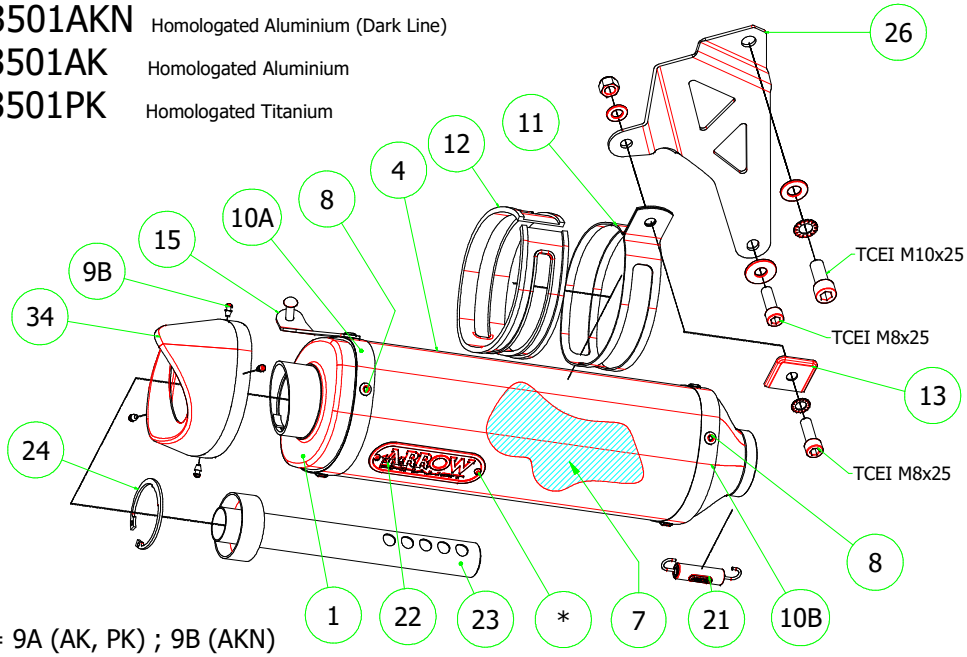 3501AKN Homologated Aluminium (Dark Line)
3501AK Homologated Aluminium
3501PK Homologated Titanium
26
11
12
4
8
10A
15
9B
34
TCEI M10x25
TCEI M8x25
13
24
ARROW
TCEI M8x25
8
1
22
23
*
7
21
10B
= 9A (AK, PK) ; 9B (AKN)